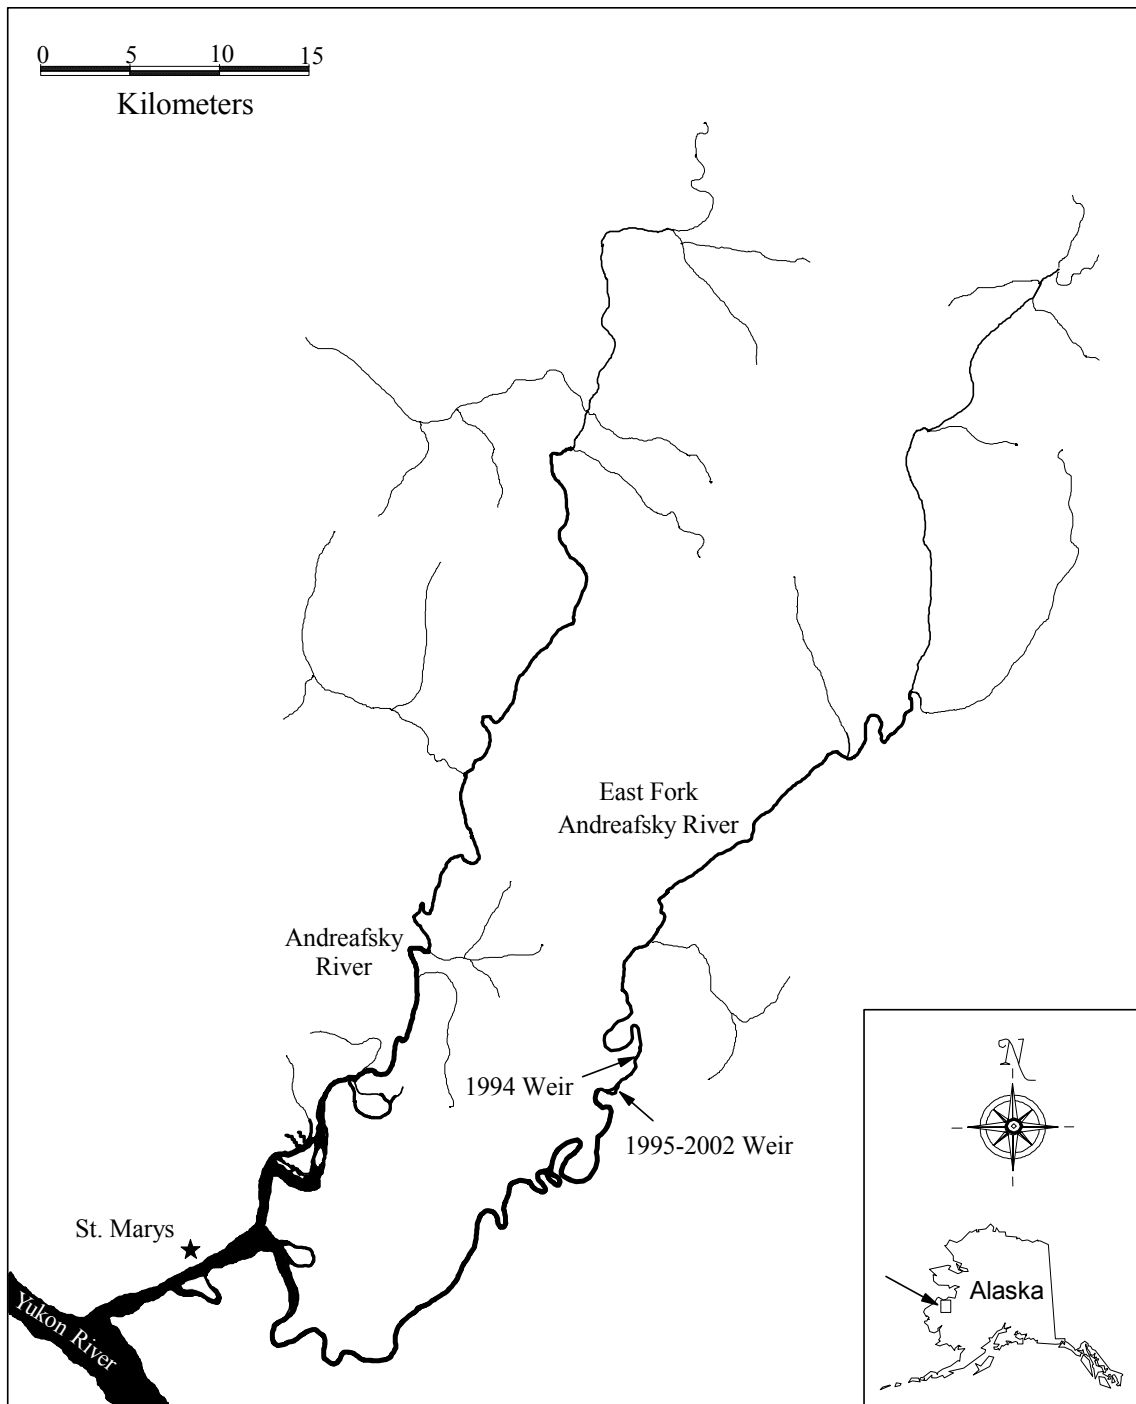 0 5 10 15
Kilometers
East Fork
Andreafsky River
Andreafsky
River
1994 Weir
1995-2002 Weir
St. Marys
Yukon River
N
Alaska